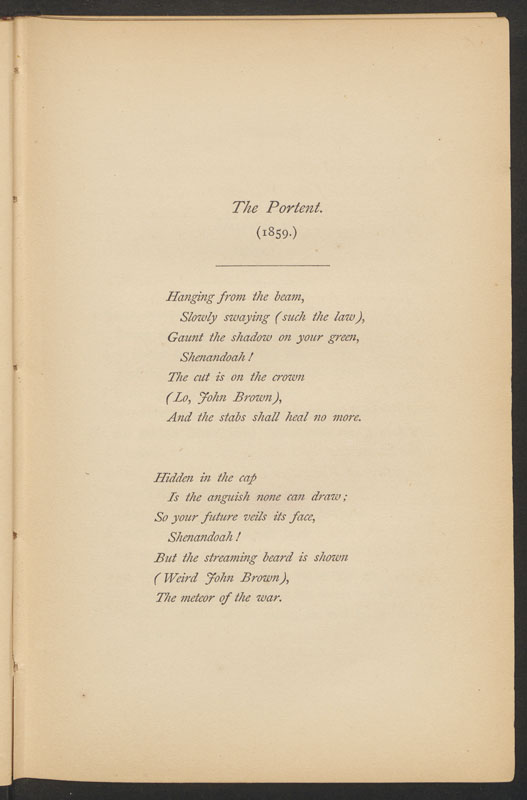 The Portent.
(1859.)
Hanging from the beam,
Slowly swaying (such the law),
Gaunt the shadow on your green,
Shenandoah!
The cut is on the crown
(Lo, John Brown),
And the stabs shall heal no more.
Hidden in the cap
Is the anguish none can draw;
So your future veils its face,
Shenandoah!
But the streaming beard is shown
(Weird John Brown),
The meteor of the war.